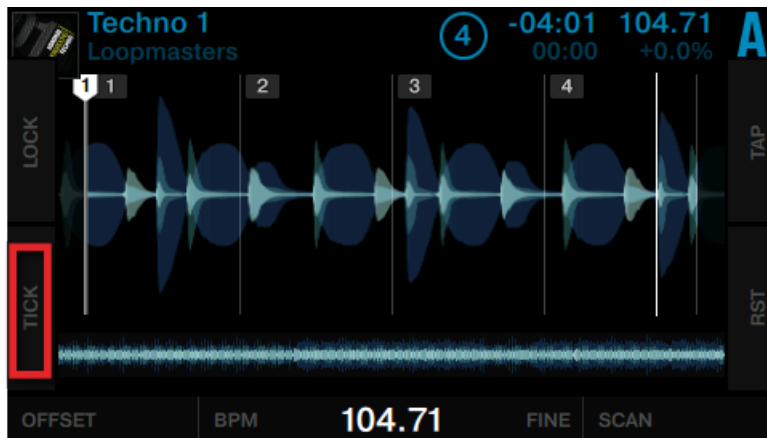 Techno 1
Loopmasters
4
-04:01 104.71
00:00 +0.0%
A
1 1 2 3 4
LOCK
TAP
TICK
RST
OFFSET BPM 104.71 FINE SCAN